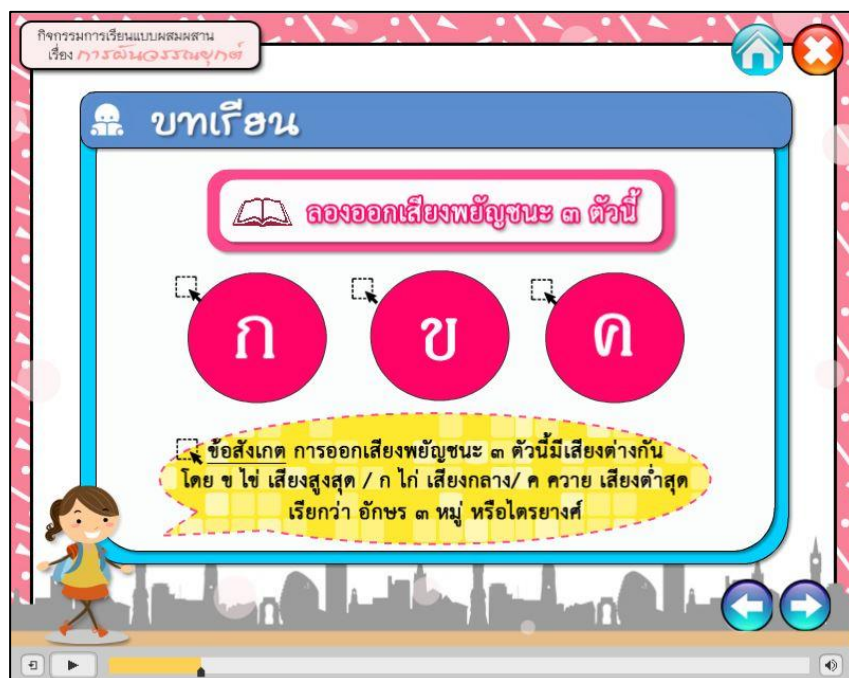 กิจกรรมการเรียนแบบผสมผสาน
เรื่อง การผันวรรณยุกต์
บทเรียน
ลองออกเสียงพยัญชนะ ๓ ตัวนี้
ก ข ค
ข้อสังเกต การออกเสียงพยัญชนะ ๓ ตัวนี้มีเสียงต่างกัน
โดย ข ไข่ เสียงสูงสุด / ก ไก่ เสียงกลาง/ ค ควาย เสียงต่ำสุด
เรียกว่า อักษร ๓ หมู่ หรือไตรยางศ์